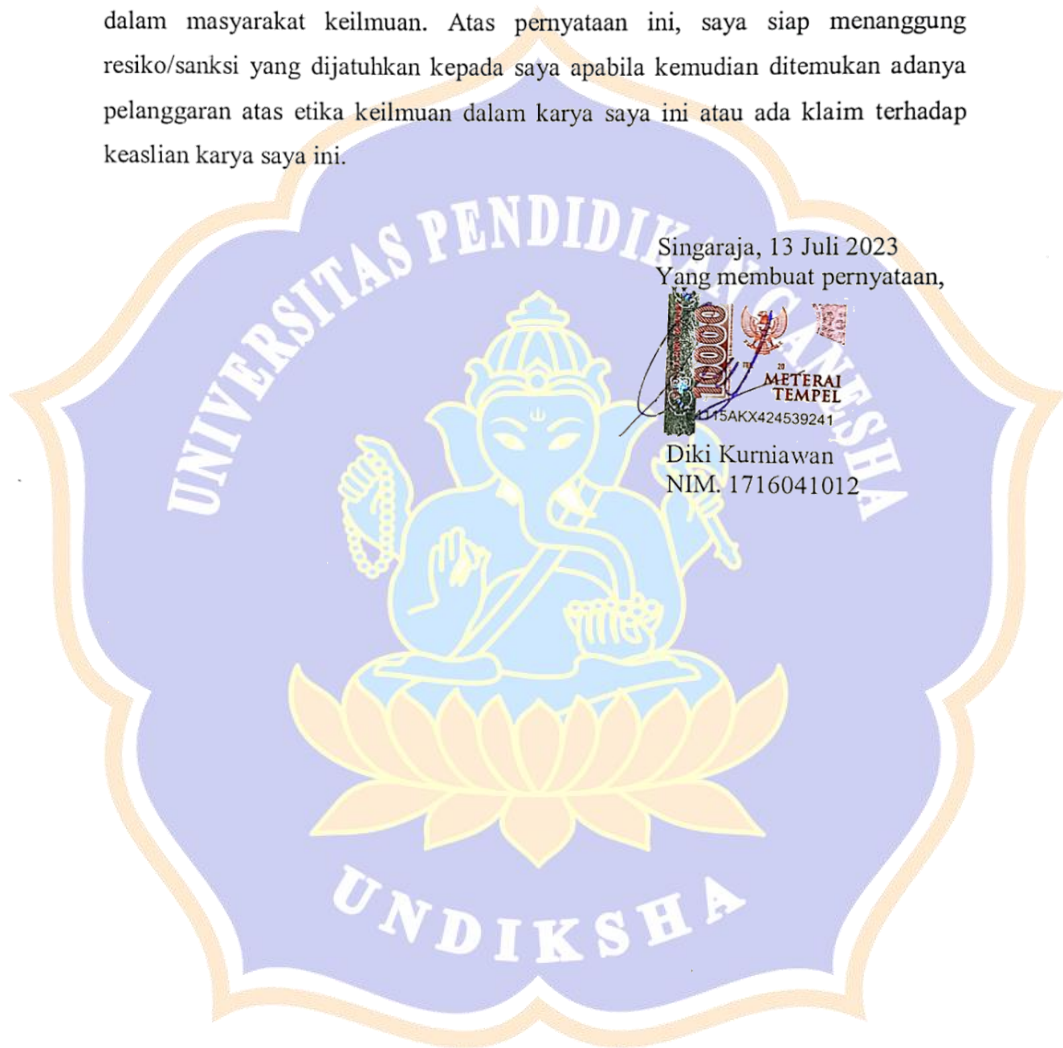 dalam masyarakat keilmuan. Atas pernyataan ini, saya siap menanggung
resiko/sanksi yang dijatuhkan kepada saya apabila kemudian ditemukan adanya
pelanggaran atas etika keilmuan dalam karya saya ini atau ada klaim terhadap
keaslian karya saya ini.
UNIVERSITAS PENDIDIKAN GANESHA
Singaraja, 13 Juli 2023
Yang membuat pernyataan,
10000
METERAI
TEMPEL
115AKX424539241
Diki Kurniawan
NIM. 1716041012
UNDIKSHA